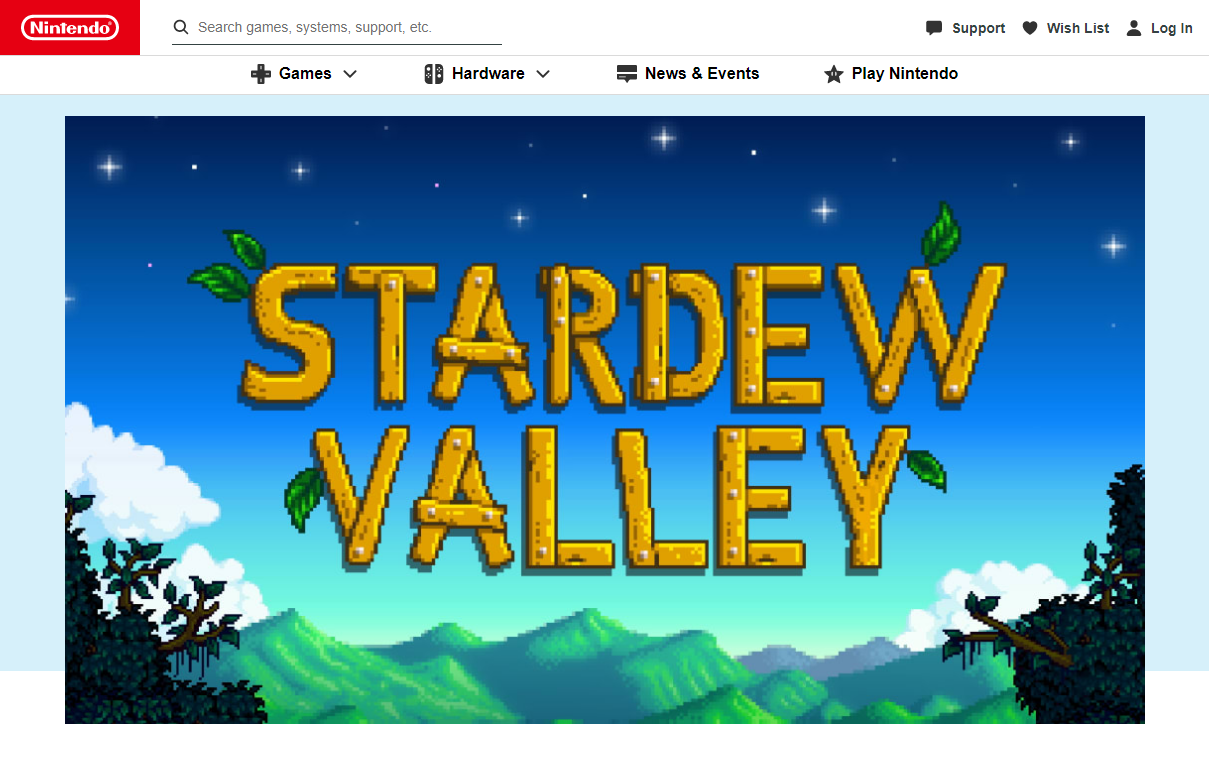 Nintendo
Search games, systems, support, etc.
Support
Wish List
Log In
Games
Hardware
News & Events
Play Nintendo
STARDEW
VALLEY